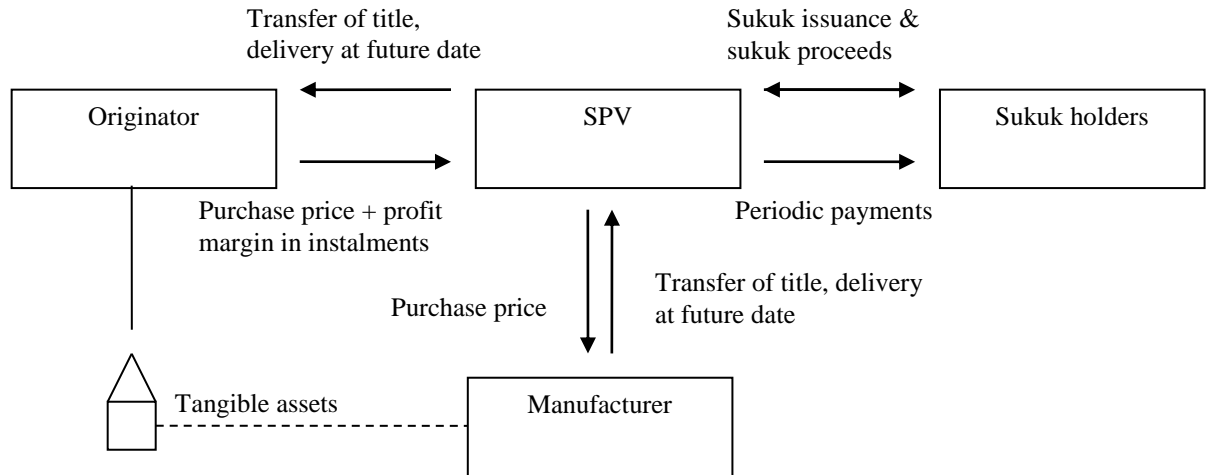 Transfer of title,
delivery at future date
Sukuk issuance &
sukuk proceeds
Originator
SPV
Sukuk holders
Purchase price + profit
margin in instalments
Periodic payments
Purchase price
Transfer of title, delivery
at future date
Tangible assets
Manufacturer